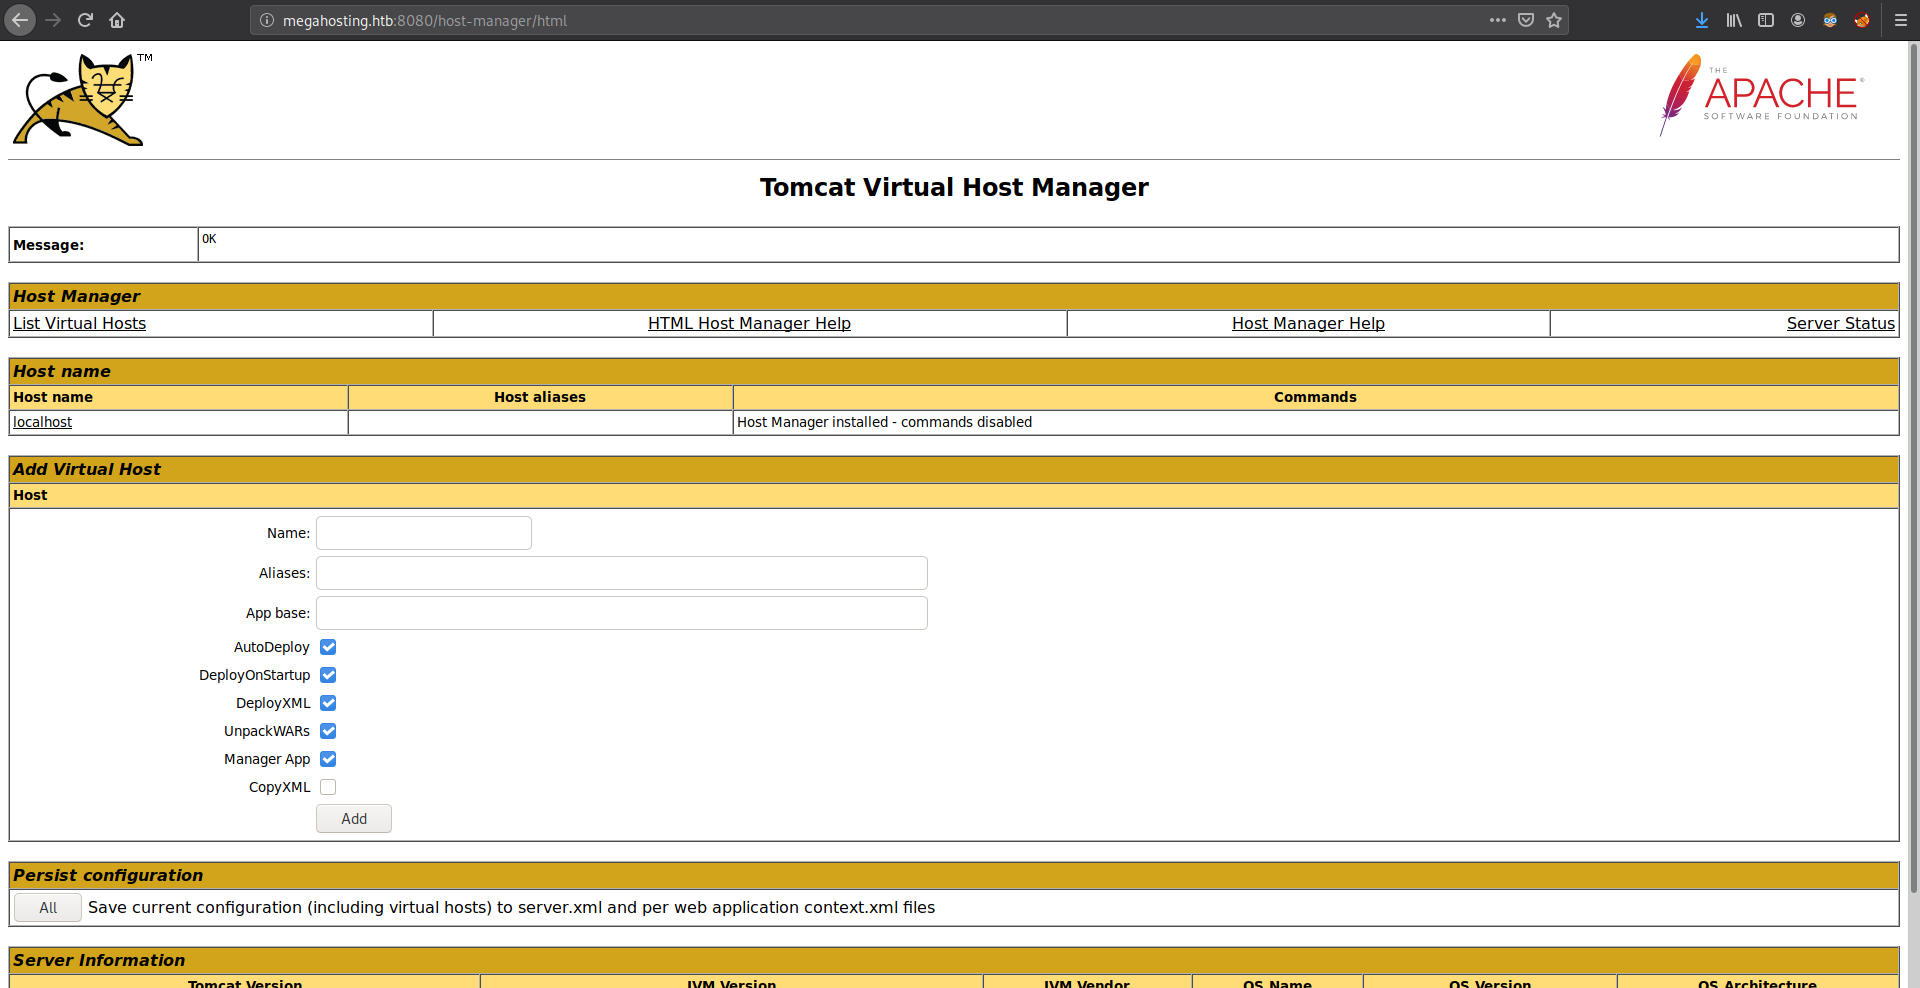 megahosting.htb:8080/host-manager/html
TM
THE
APACHE®
SOFTWARE FOUNDATION
Tomcat Virtual Host Manager
Message: OK
Host Manager
List Virtual Hosts HTML Host Manager Help Host Manager Help Server Status
Host name
Host name Host aliases Commands
localhost Host Manager installed - commands disabled
Add Virtual Host
Host
Name:
Aliases:
App base:
AutoDeploy
DeployOnStartup
DeployXML
UnpackWARs
Manager App
CopyXML
Add
Persist configuration
All Save current configuration (including virtual hosts) to server.xml and per web application context.xml files
Server Information
Tomcat Version JVM Version JVM Vendor OS Name OS Version OS Architecture